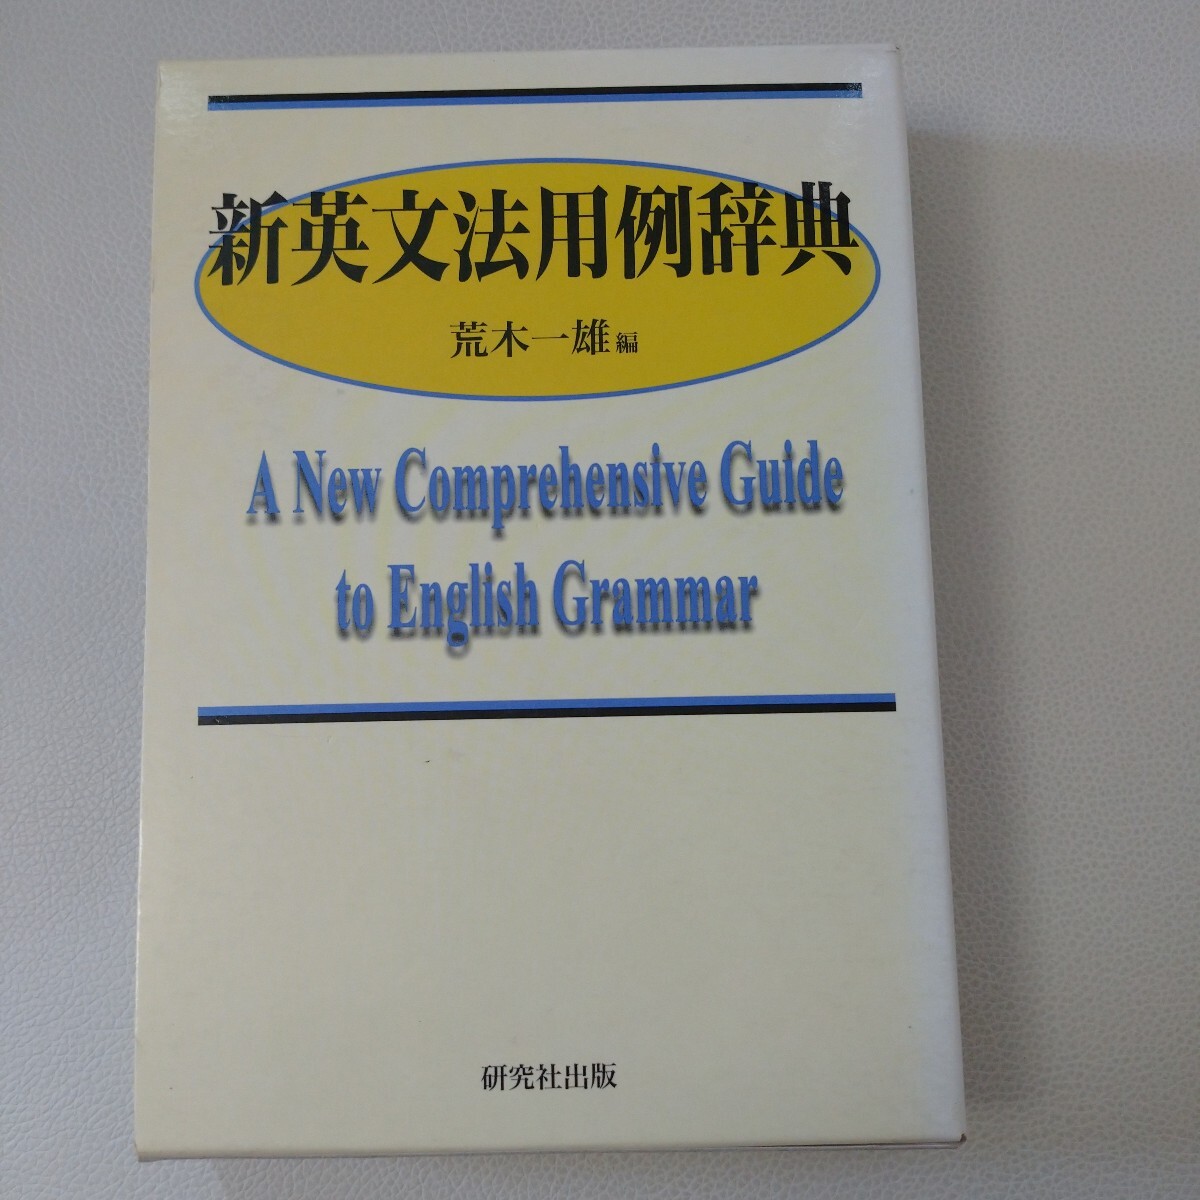 新英文法用例辞典
荒木一雄編
A New Comprehensive Guide
to English Grammar
研究社出版